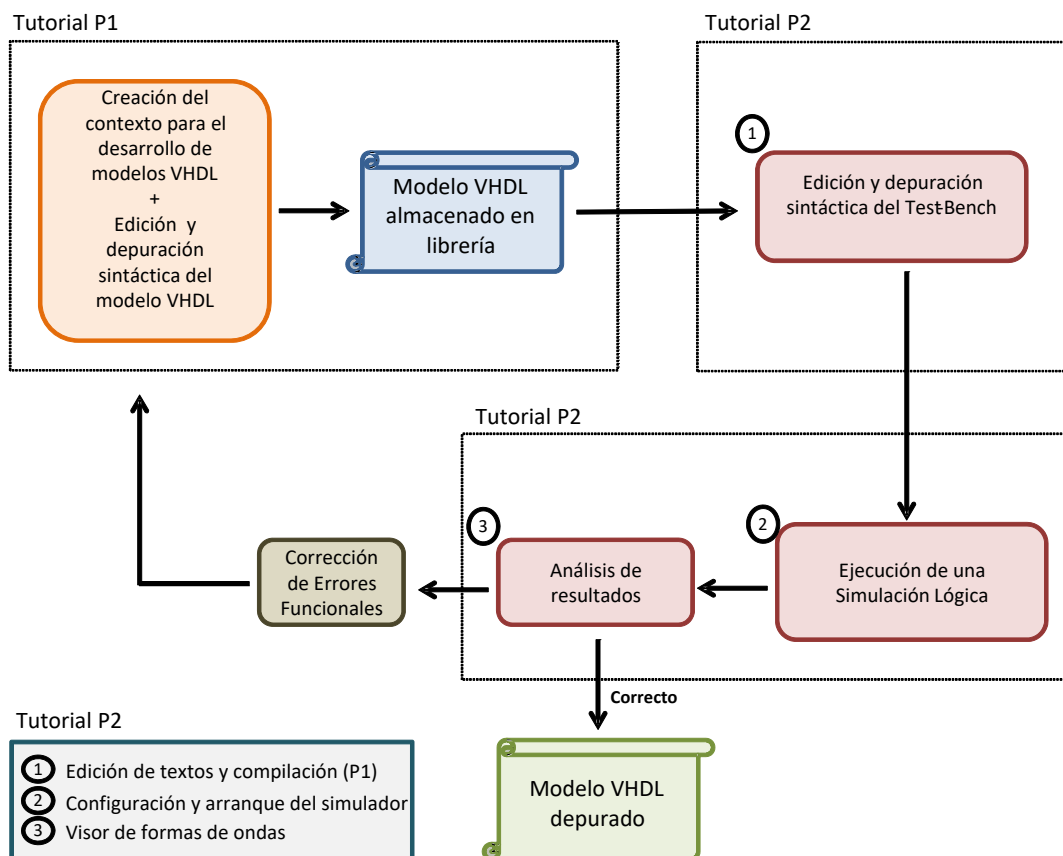 Tutorial P1
Creación del
contexto para el
desarrollo de
modelos VHDL
+
Edición y
depuración
sintáctica del
modelo VHDL
Modelo VHDL
almacenado en
librería
Tutorial P2
1
Edición y depuración
sintáctica del Test-Bench
Tutorial P2
2
Ejecución de una
Simulación Lógica
3
Análisis de
resultados
Corrección
de Errores
Funcionales
Correcto
Modelo VHDL
depurado
Tutorial P2
1 Edición de textos y compilación (P1)
2 Configuración y arranque del simulador
3 Visor de formas de ondas